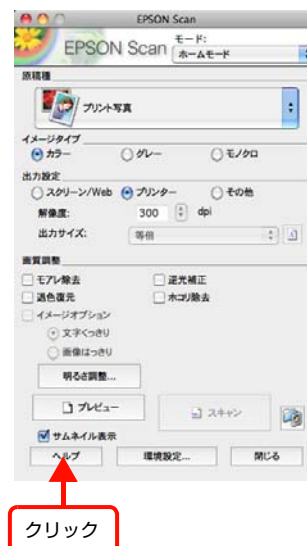 EPSON Scan
EPSON Scan
モード:
ホームモード
原稿種
プリント写真
イメージタイプ
カラー グレー モノクロ
出力設定
スクリーン/Web プリンター その他
解像度: 300 dpi
出力サイズ: 等倍
画質調整
モアレ除去 逆光補正
退色復元 ホコリ除去
イメージオプション
文字くっきり
画像はっきり
明るさ調整...
プレビュー スキャン
サムネイル表示
ヘルプ 環境設定... 閉じる
クリック